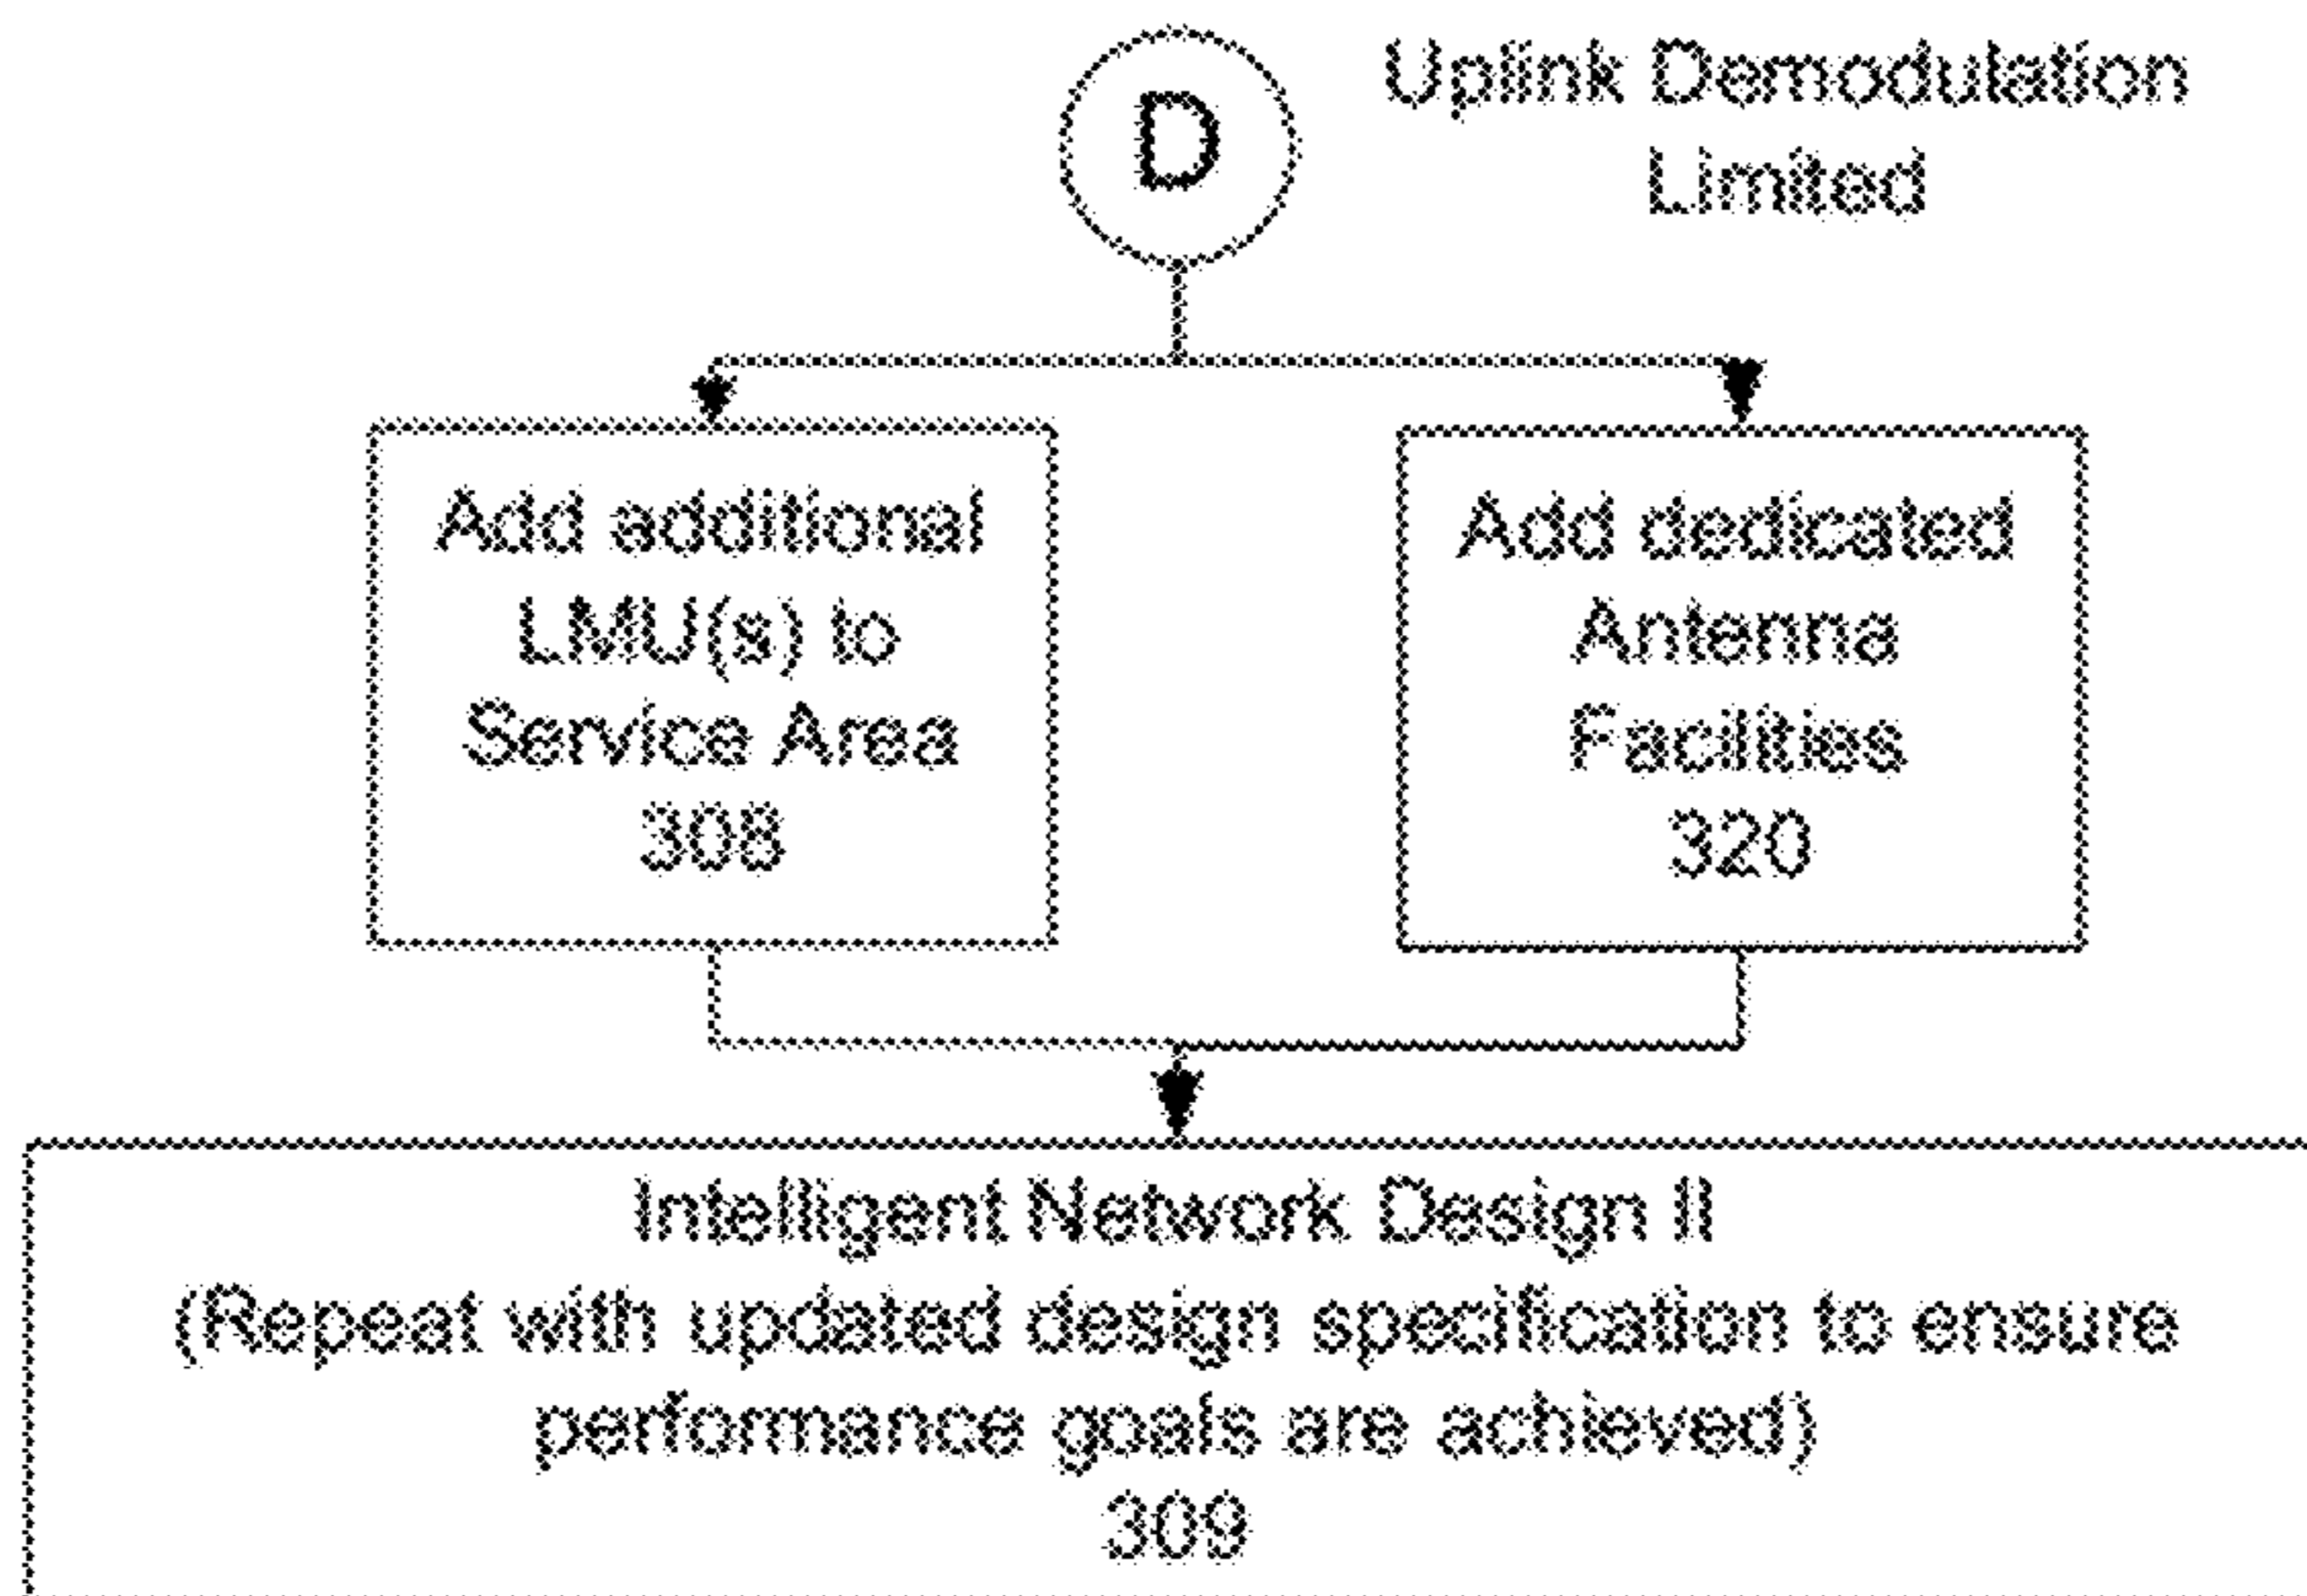 D
Uplink Demodulation
Limited
Add additional
LMU(s) to
Service Area
308
Add dedicated
Antenna
Facilities
320
Intelligent Network Design II
(Repeat with updated design specification to ensure
performance goals are achieved)
309